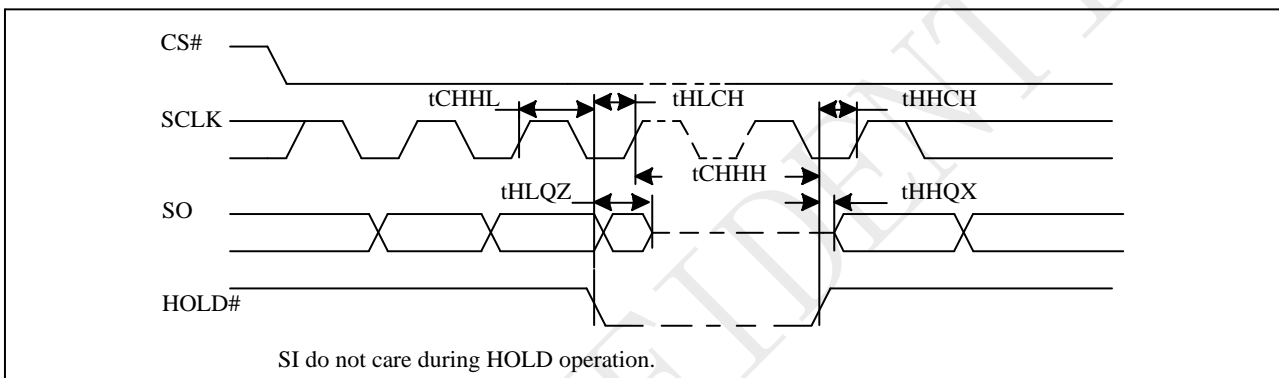 CS#
tCHHL tHLCH tHHCH
SCLK
tCHHH
tHLQZ tHHQX
SO
HOLD#
SI do not care during HOLD operation.